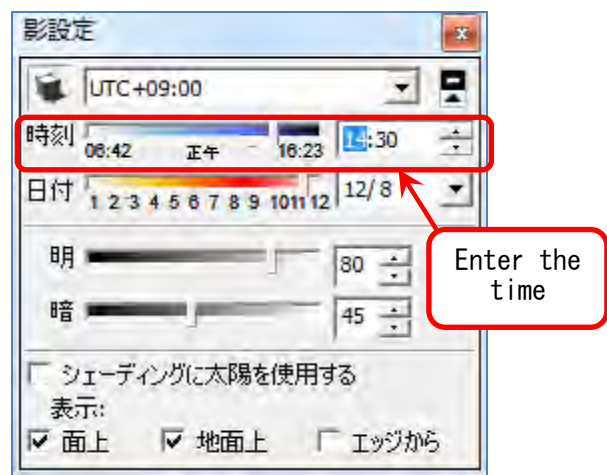 影設定
UTC+09:00
時刻 06:42 正午 16:23 14:30
日付 1 2 3 4 5 6 7 8 9 10 11 12 12/ 8
明 80
Enter the
time
暗 45
シェーディングに太陽を使用する
表示:
面上 地面上 エッジから